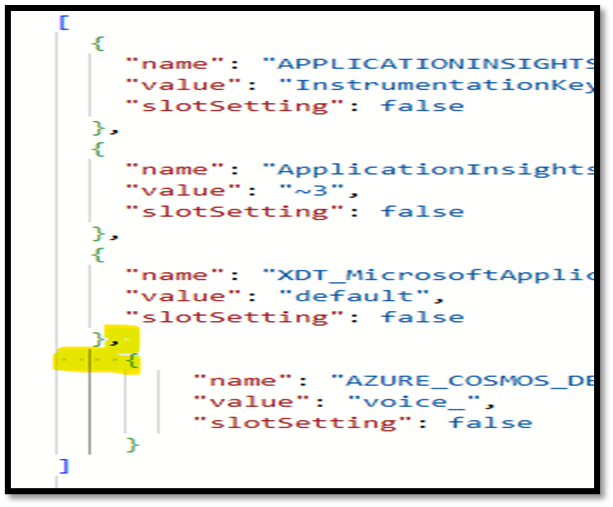 [
{
"name": "APPLICATIONINSIGHTS
"value": "InstrumentationKey
"slotSetting": false
},
{
"name": "ApplicationInsights
"value": "~3",
"slotSetting": false
},
{
"name": "XDT_MicrosoftApplic
"value": "default",
"slotSetting": false
},
{
"name": "AZURE_COSMOS_DE
"value": "voice_",
"slotSetting": false
}
]